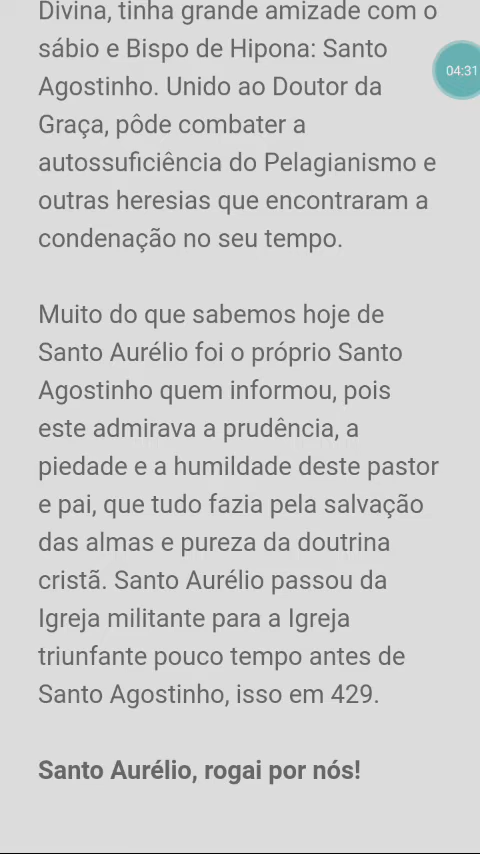 Divina, tinha grande amizade com o
sábio e Bispo de Hipona: Santo
Agostinho. Unido ao Doutor da
Graça, pôde combater a
autossuficiência do Pelagianismo e
outras heresias que encontraram a
condenação no seu tempo.
Muito do que sabemos hoje de
Santo Aurélio foi o próprio Santo
Agostinho quem informou, pois
este admirava a prudência, a
piedade e a humildade deste pastor
e pai, que tudo fazia pela salvação
das almas e pureza da doutrina
cristã. Santo Aurélio passou da
Igreja militante para a Igreja
triunfante pouco tempo antes de
Santo Agostinho, isso em 429.
Santo Aurélio, rogai por nós!
04:31